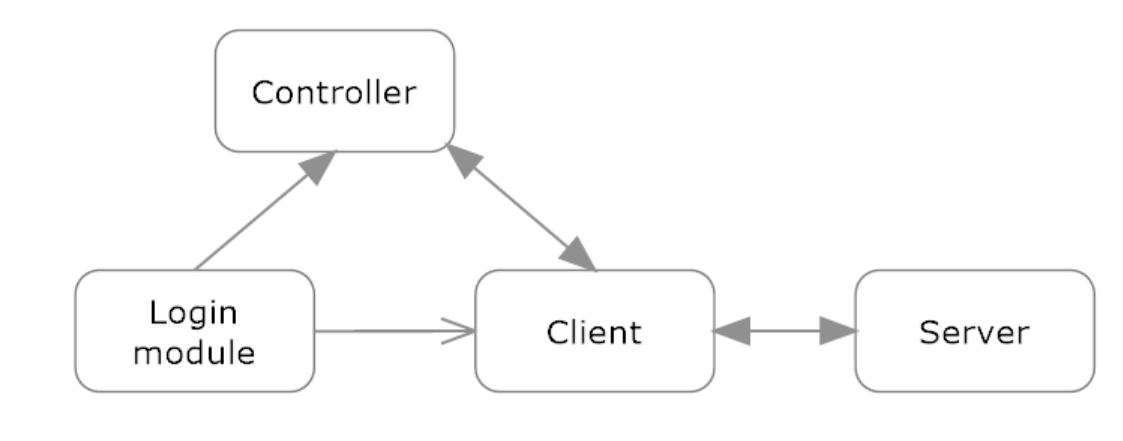 Controller
Login
module
Client
Server